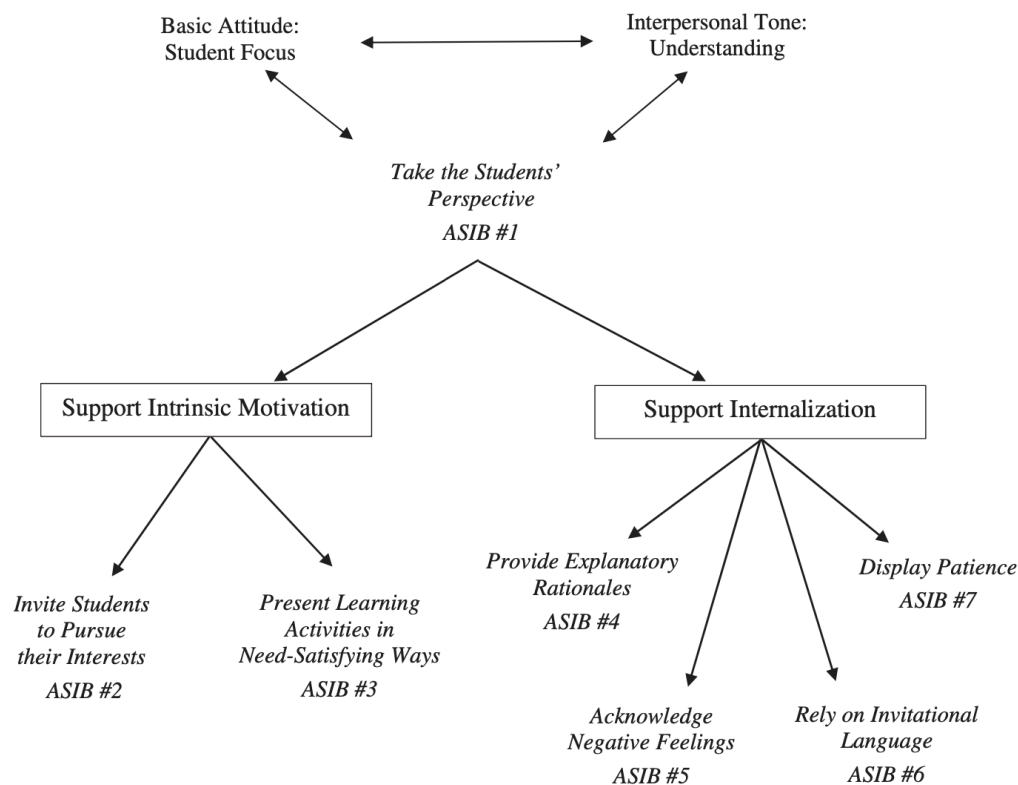 Basic Attitude:
Student Focus
Interpersonal Tone:
Understanding
Take the Students’
Perspective
ASIB #1
Support Intrinsic Motivation
Support Internalization
Invite Students
to Pursue
their Interests
ASIB #2
Present Learning
Activities in
Need-Satisfying Ways
ASIB #3
Provide Explanatory
Rationales
ASIB #4
Acknowledge
Negative Feelings
ASIB #5
Rely on Invitational
Language
ASIB #6
Display Patience
ASIB #7